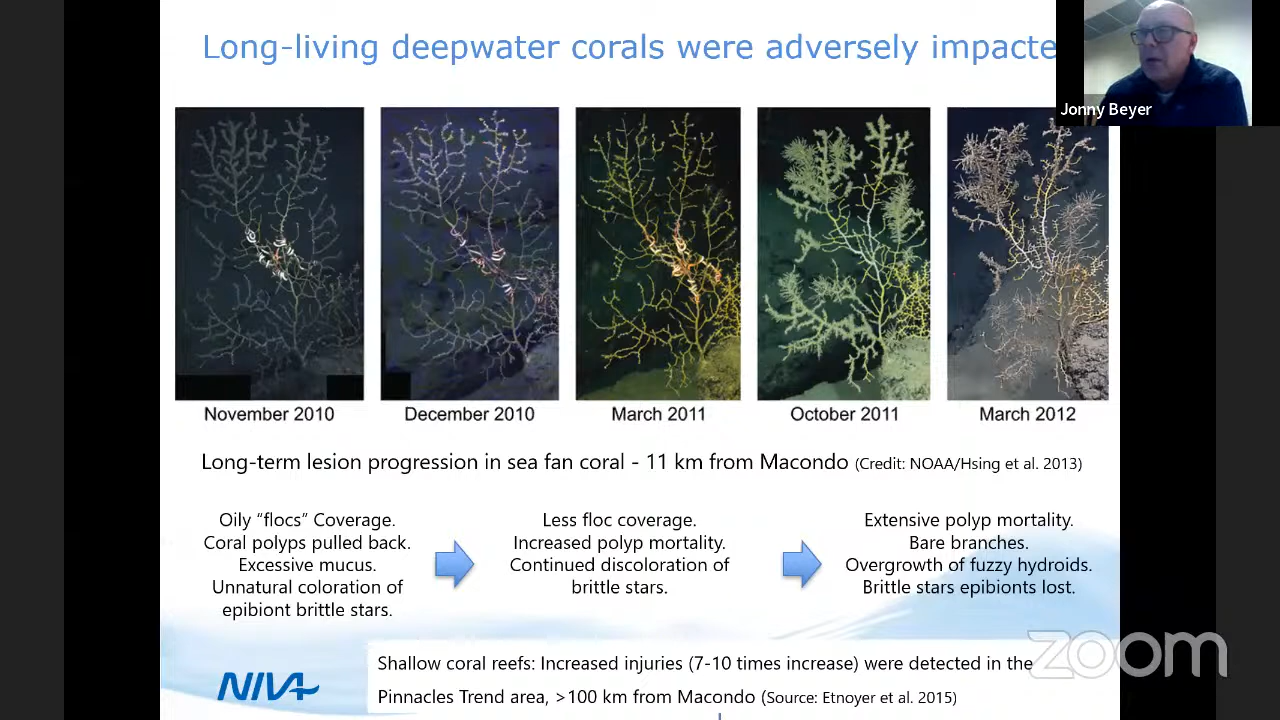 Long-living deepwater corals were adversely impacte
Jonny Beyer
November 2010
December 2010
March 2011
October 2011
March 2012
Long-term lesion progression in sea fan coral - 11 km from Macondo (Credit: NOAA/Hsing et al. 2013)
Oily “flocs” Coverage.
Coral polyps pulled back.
Excessive mucus.
Unnatural coloration of
epibiont brittle stars.
Less floc coverage.
Increased polyp mortality.
Continued discoloration of
brittle stars.
Extensive polyp mortality.
Bare branches.
Overgrowth of fuzzy hydroids.
Brittle stars epibionts lost.
Shallow coral reefs: Increased injuries (7-10 times increase) were detected in the
Pinnacles Trend area, >100 km from Macondo (Source: Etnoyer et al. 2015)
NIVA
zoom